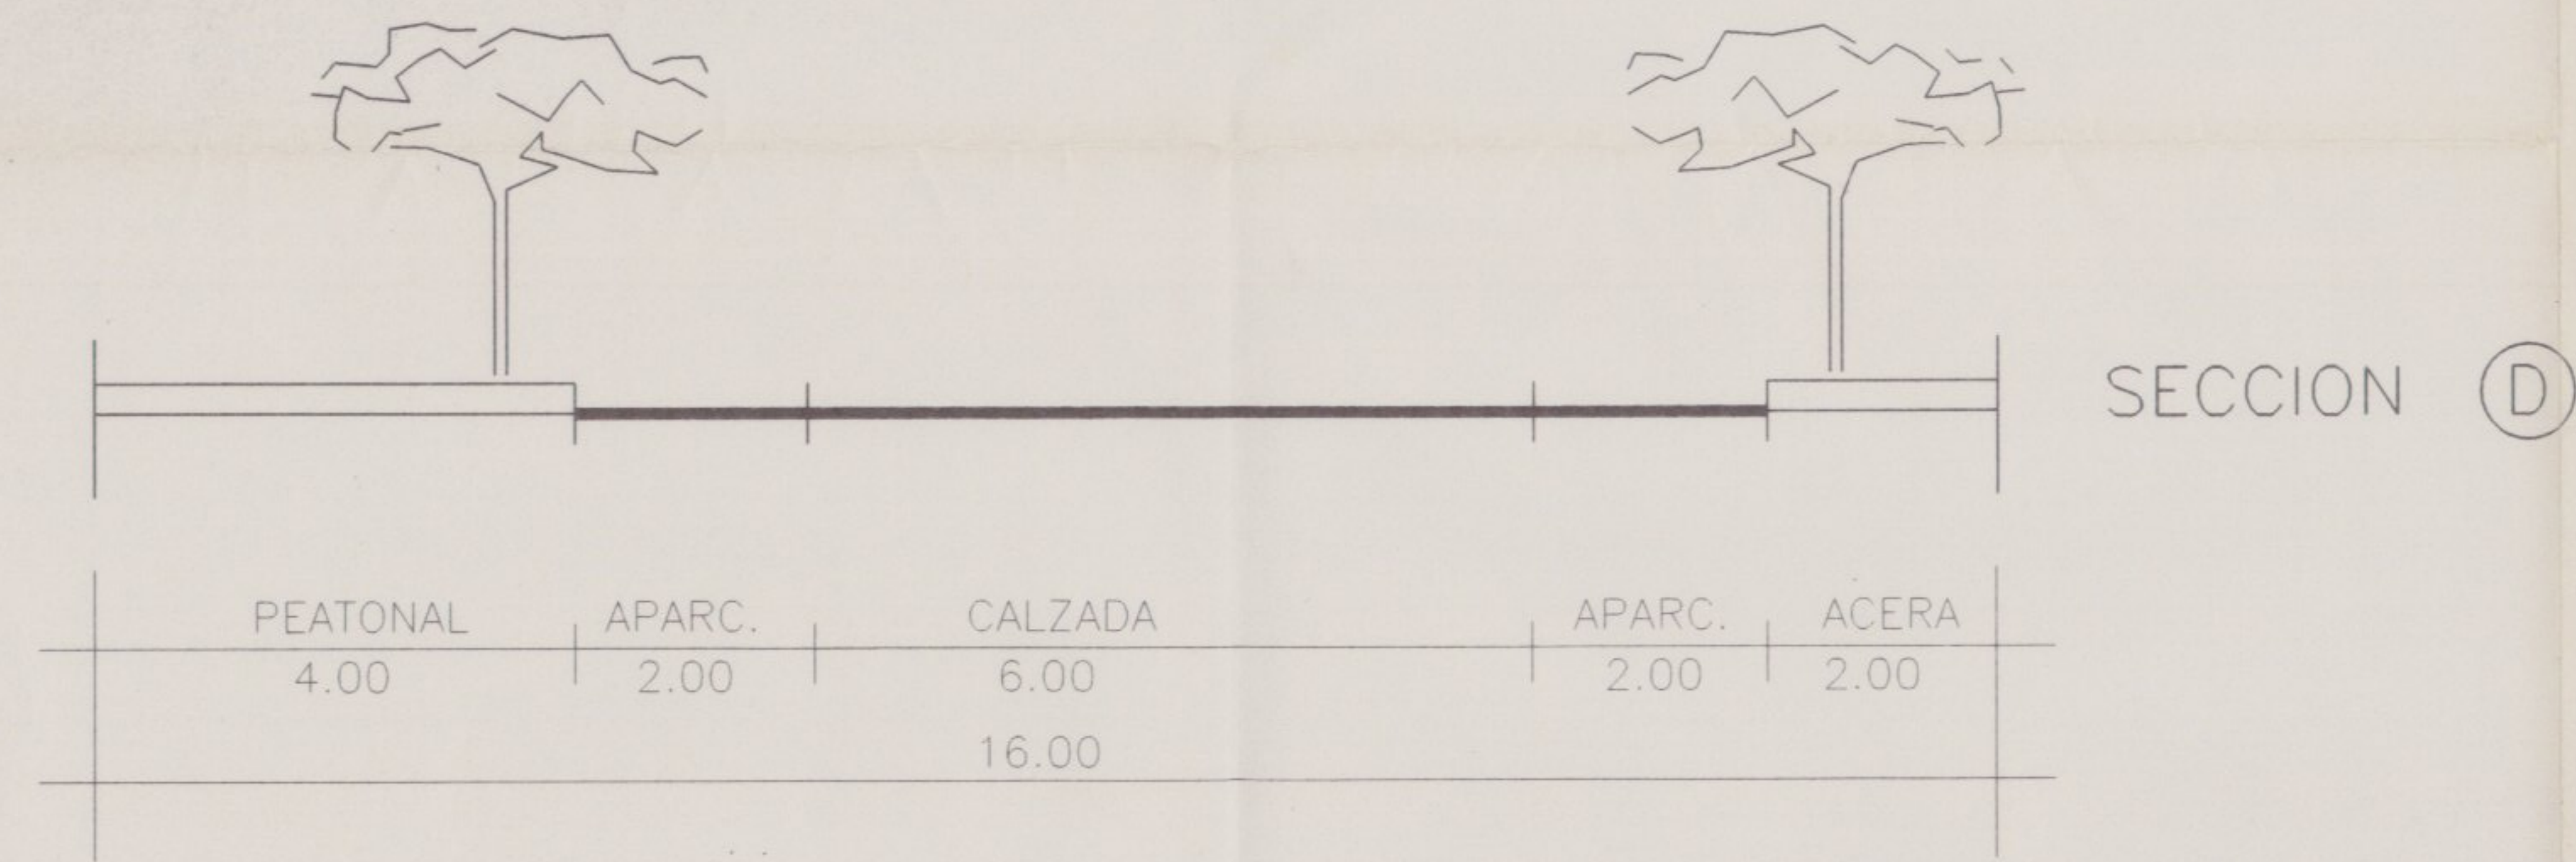 SECCION D
PEATONAL APARC. CALZADA APARC. ACERA
4.00 2.00 6.00 2.00 2.00
16.00